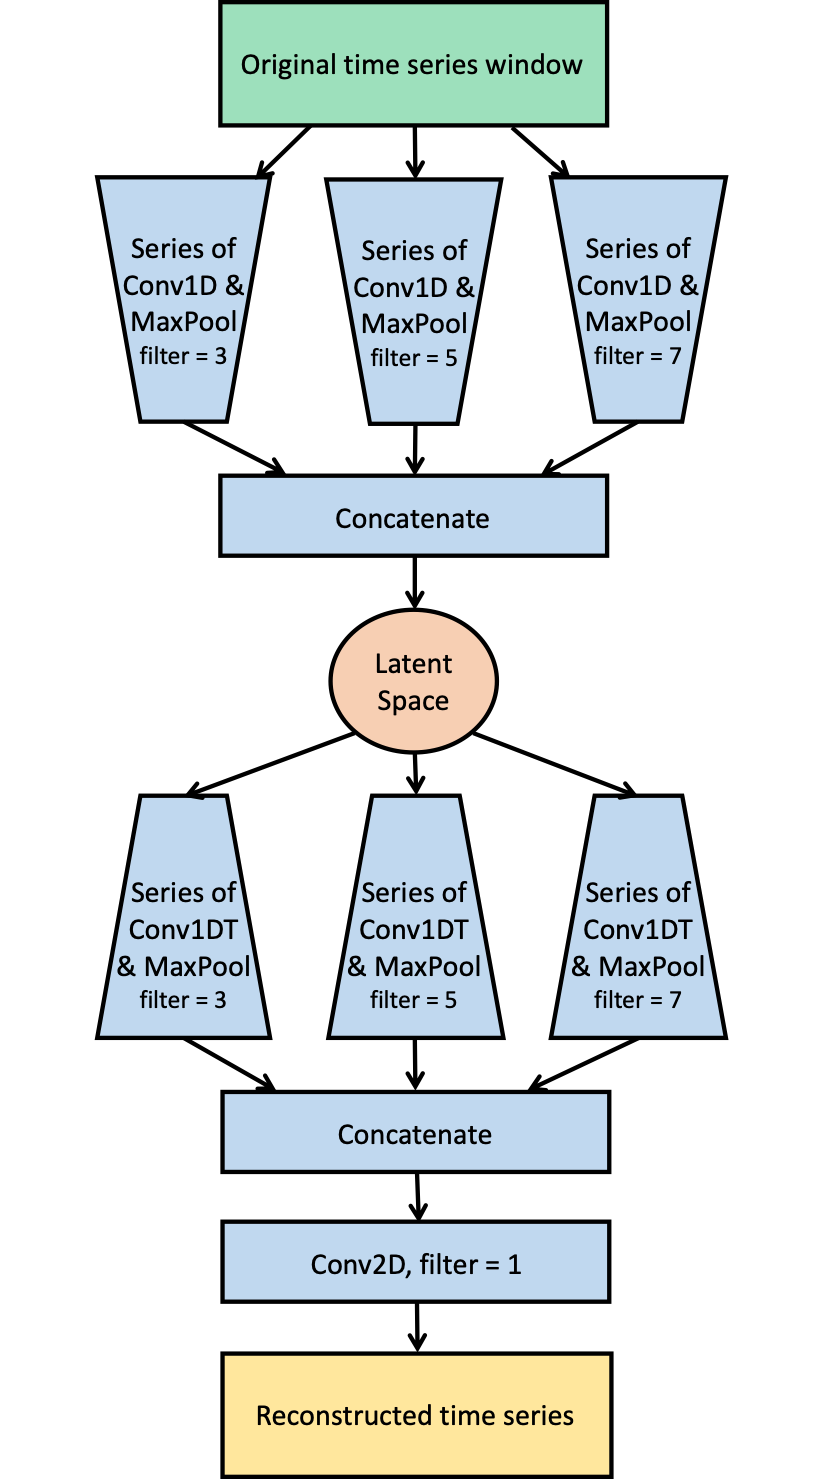 Original time series window
Series of
Conv1D &
MaxPool
filter = 3
Series of
Conv1D &
MaxPool
filter = 5
Series of
Conv1D &
MaxPool
filter = 7
Concatenate
Latent
Space
Series of
Conv1DT
& MaxPool
filter = 3
Series of
Conv1DT
& MaxPool
filter = 5
Series of
Conv1DT
& MaxPool
filter = 7
Concatenate
Conv2D, filter = 1
Reconstructed time series